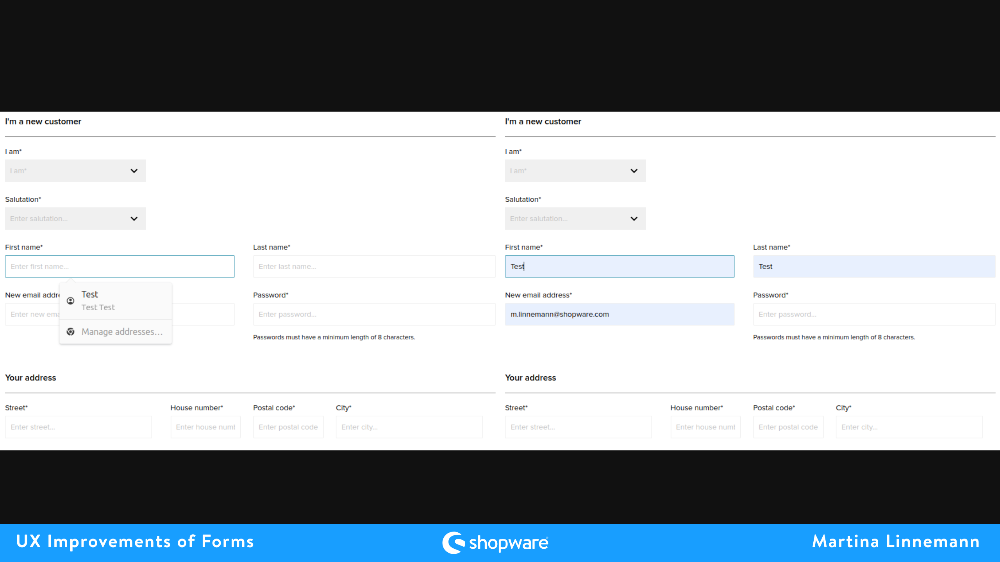 I'm a new customer
I am*
I am*
Salutation*
Enter salutation...
First name*
Last name*
Enter first name...
Enter last name...
New email addre
Password*
Enter new ema
Enter password...
Test
Test Test
Manage addresses...
Passwords must have a minimum length of 8 characters.
Your address
Street*
House number*
Postal code*
City*
Enter street...
Enter house numl
Enter postal code
Enter city...
I'm a new customer
I am*
I am*
Salutation*
Enter salutation...
First name*
Last name*
Test
Test
New email address*
Password*
m.linnemann@shopware.com
Enter password...
Passwords must have a minimum length of 8 characters.
Your address
Street*
House number*
Postal code*
City*
Enter street...
Enter house numl
Enter postal code
Enter city...
UX Improvements of Forms
shopware®
Martina Linnemann